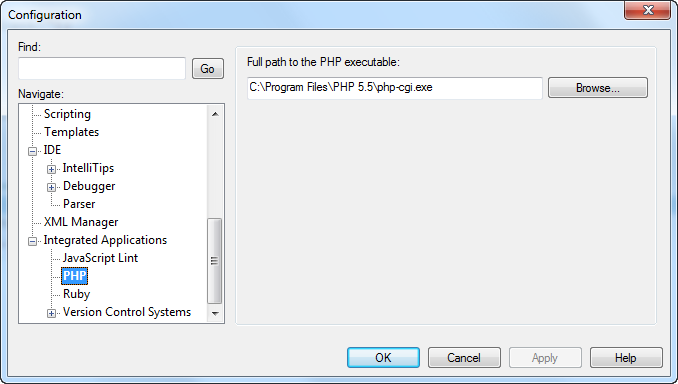 Configuration
Find:
Go
Navigate:
Scripting
Templates
IDE
IntelliTips
Debugger
Parser
XML Manager
Integrated Applications
JavaScript Lint
PHP
Ruby
Version Control Systems
Full path to the PHP executable:
C:\Program Files\PHP 5.5\php-cgi.exe
Browse...
OK
Cancel
Apply
Help